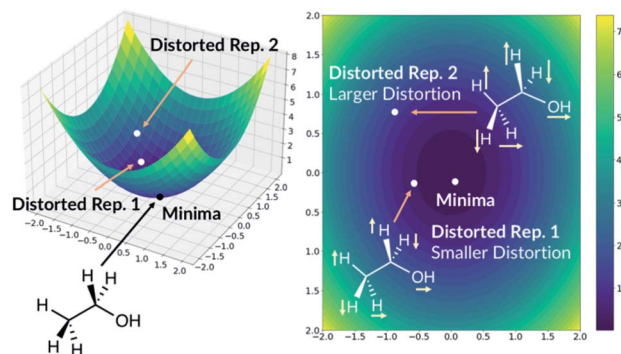 Distorted Rep. 2
8
7
6
5
4
3
2
1
Distorted Rep. 1
Minima
−2.0
−1.5
−1.0
−0.5
0.0
0.5
1.0
1.5
2.0
−2.0
−1.5
−1.0
−0.5
0.0
0.5
1.0
1.5
2.0
H
H
OH
H
H
H
2.0
1.5
1.0
0.5
0.0
0.5
1.0
1.5
2.0
−2.0
−1.5
−1.0
−0.5
0.0
0.5
1.0
1.5
2.0
Distorted Rep. 2
Larger Distortion
H
H
H
OH
H
H
Minima
Distorted Rep. 1
Smaller Distortion
H
H
H
OH
H
H
7
6
5
4
3
2
1